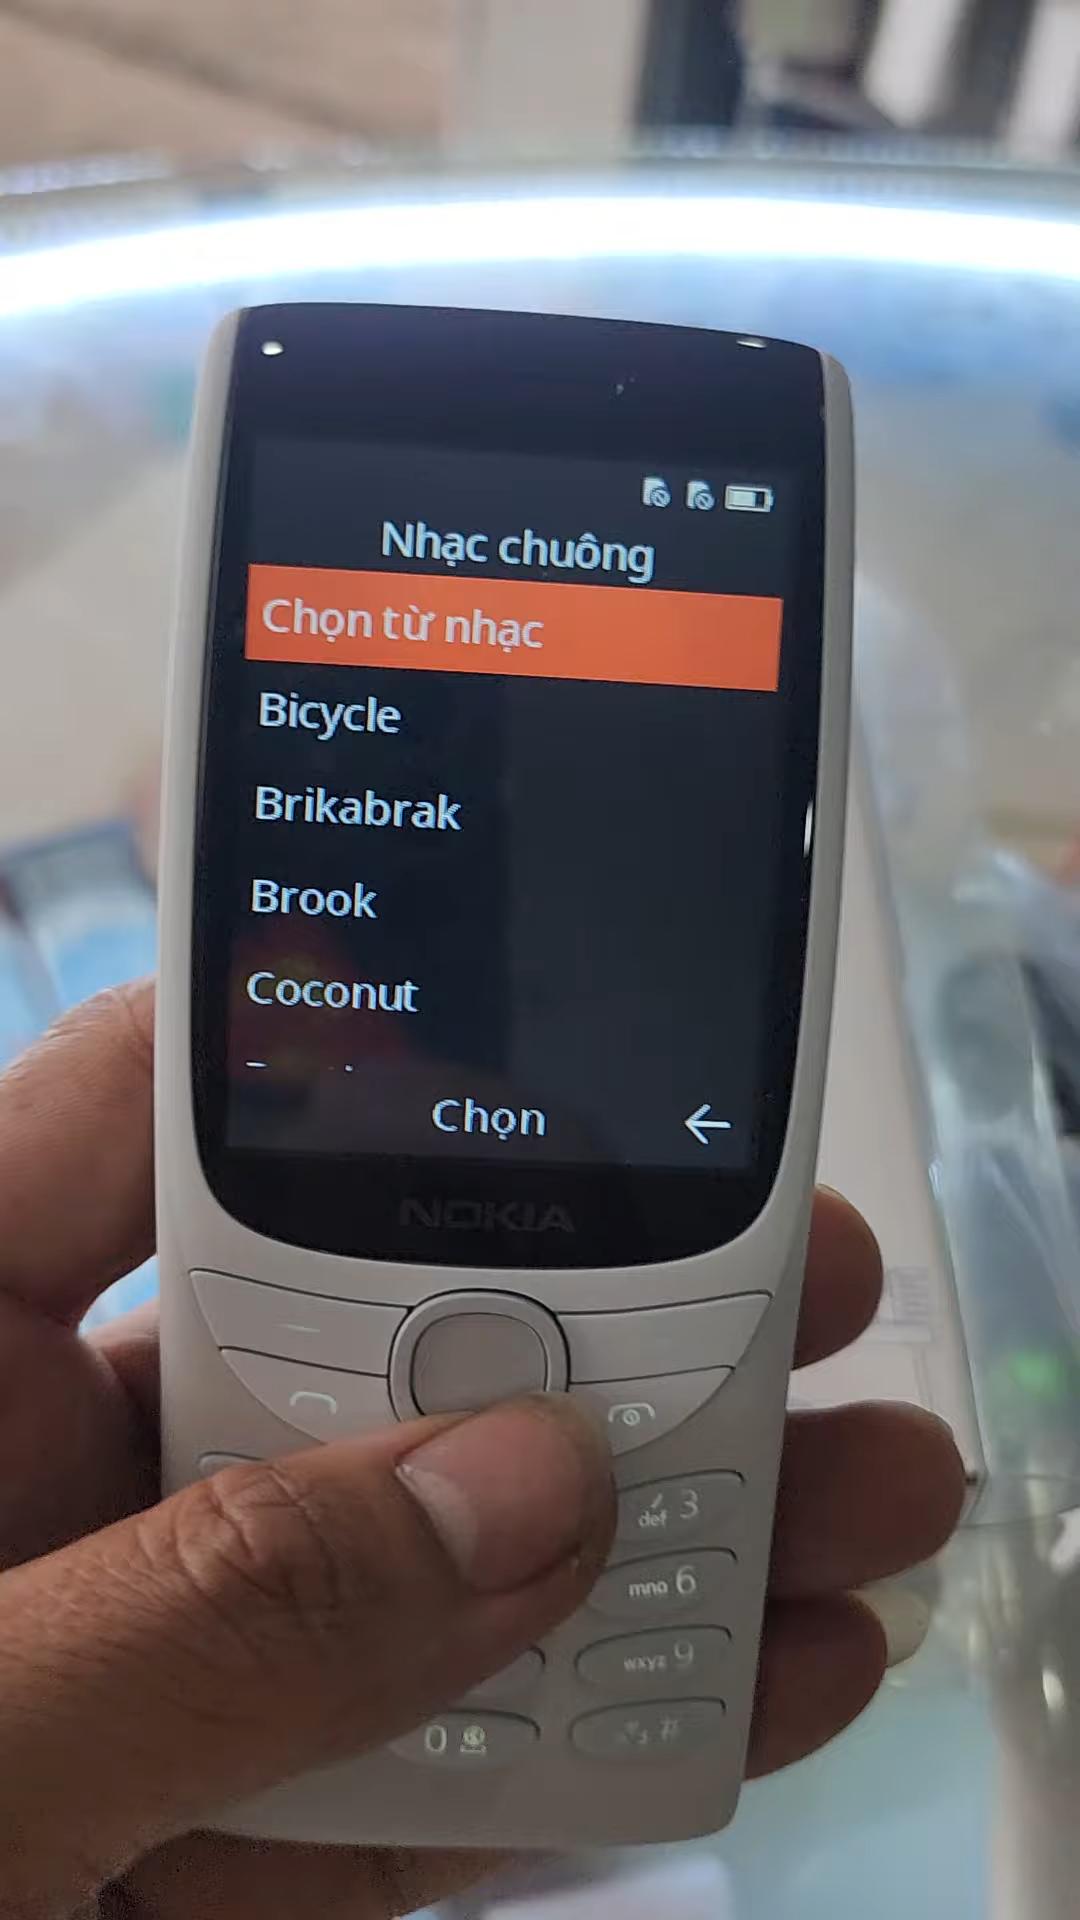 Nhạc chuông
Chọn từ nhạc
Bicycle
Brikabrak
Brook
Coconut
Chọn
NOKIA
def 3
mno 6
wxyz 9
0
#